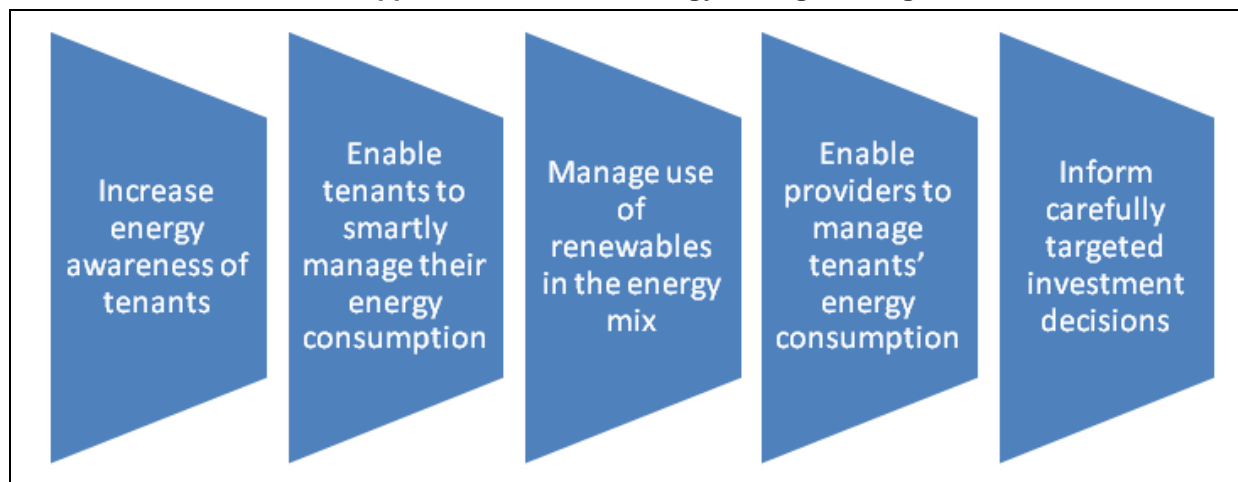 Increase
energy
awareness of
tenants
Enable
tenants to
smartly
manage their
energy
consumption
Manage use
of
renewables
in the energy
mix
Enable
providers to
manage
tenants’
energy
consumption
Inform
carefully
targeted
investment
decisions